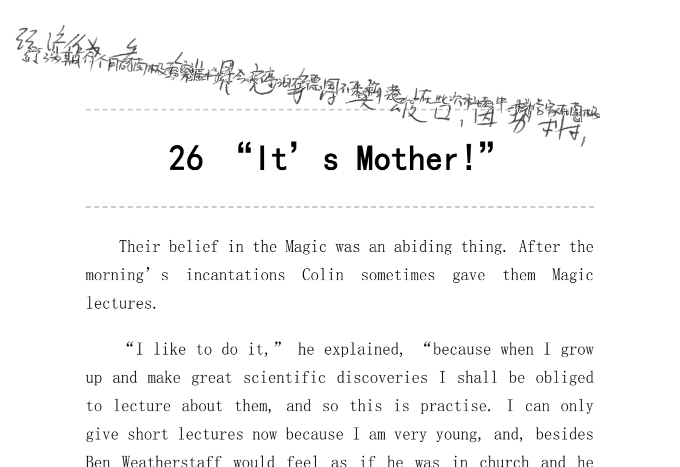 26 “It’s Mother!”
Their belief in the Magic was an abiding thing. After the
morning’s incantations Colin sometimes gave them Magic
lectures.
“I like to do it,” he explained, “because when I grow
up and make great scientific discoveries I shall be obliged
to lecture about them, and so this is practise. I can only
give short lectures now because I am very young, and, besides
Ben Weatherstaff would feel as if he was in church and he